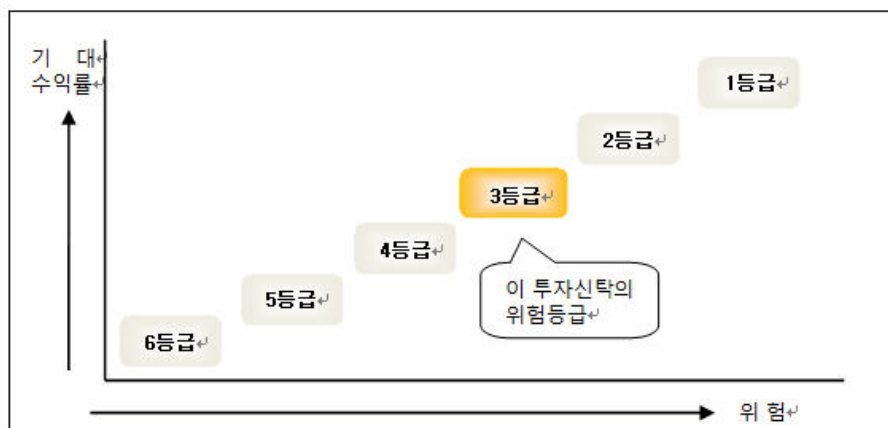 기 대
수익률
1등급
2등급
3등급
4등급
이 투자신탁의
위험등급
5등급
6등급
위 험